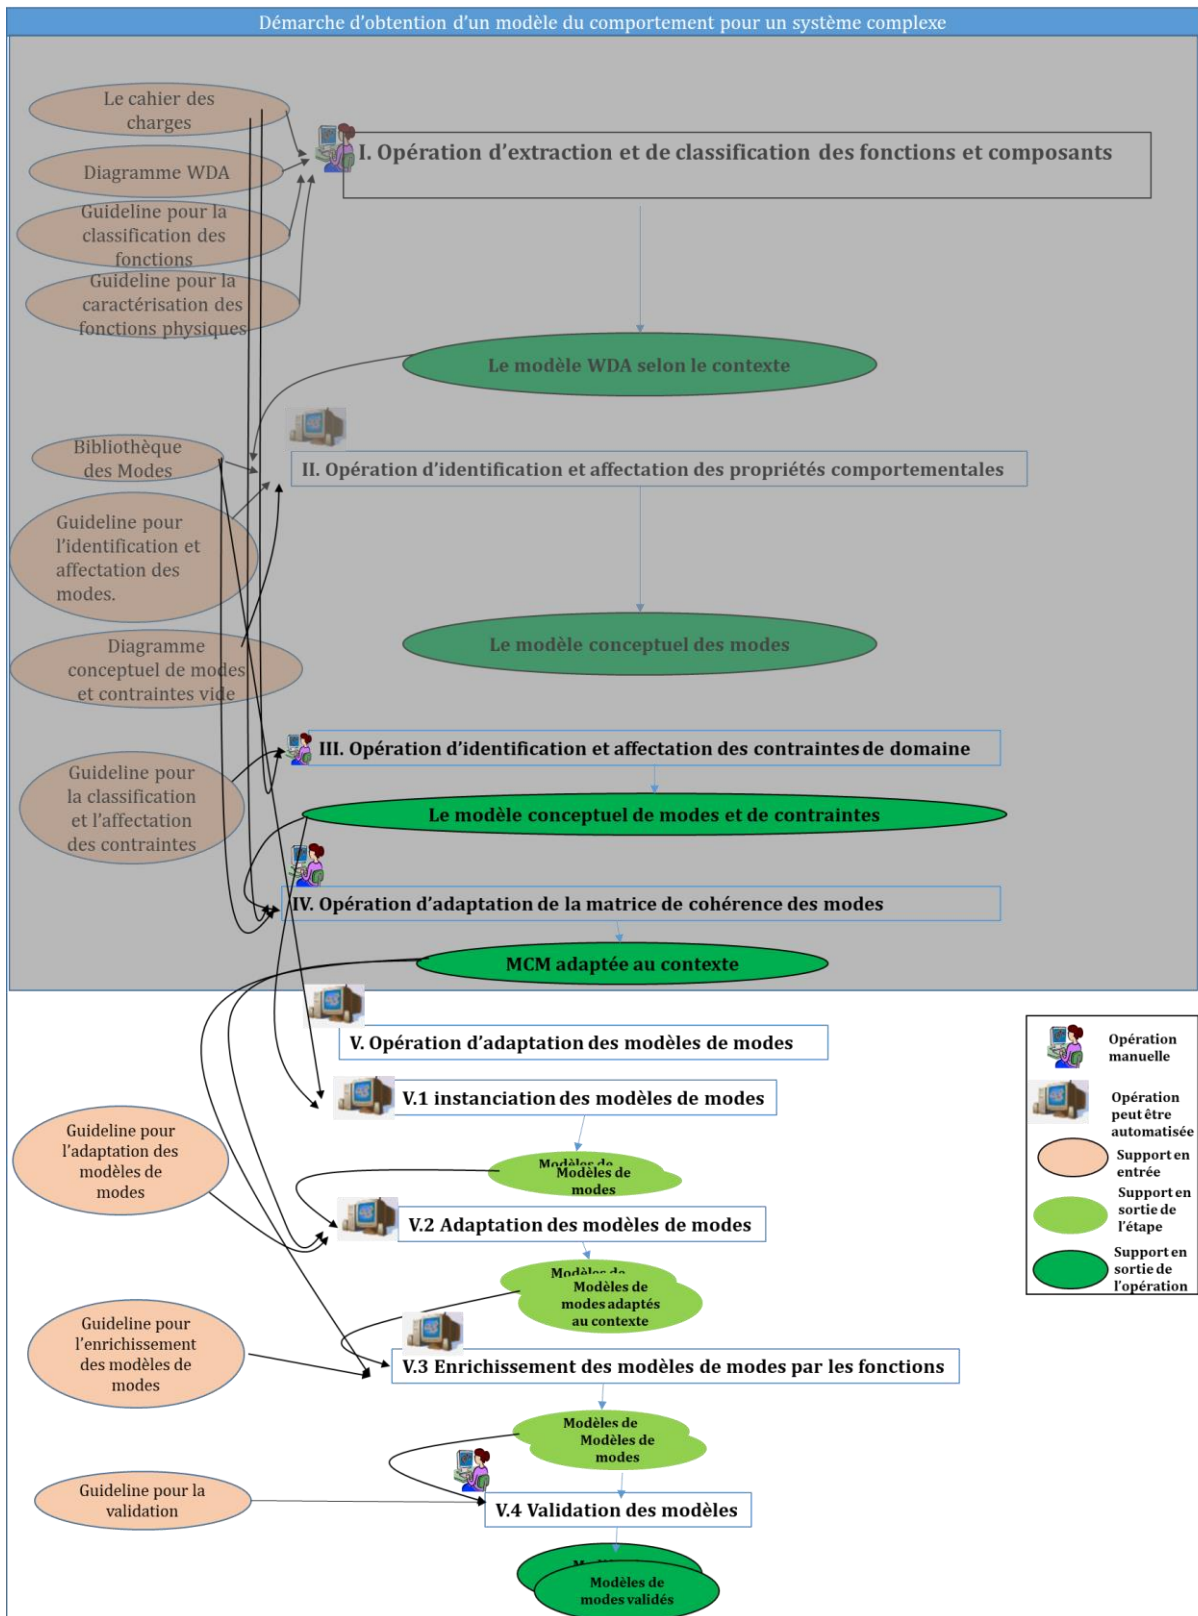 Démarche d'obtention d'un modèle du comportement pour un système complexe
Le cahier des
charges
I. Opération d'extraction et de classification des fonctions et composants
Diagramme WDA
Guideline pour la
classification des
fonctions
Guideline pour la
caractérisation des
fonctions physiques
Le modèle WDA selon le contexte
Bibliothèque
des Modes
II. Opération d'identification et affectation des propriétés comportementales
Guideline pour
l'identification et
affectation des
modes.
Diagramme
conceptuel de modes
et contraintes vide
Le modèle conceptuel des modes
III. Opération d'identification et affectation des contraintes de domaine
Guideline pour
la classification
et l'affectation
des contraintes
Le modèle conceptuel de modes et de contraintes
IV. Opération d'adaptation de la matrice de cohérence des modes
MCM adaptée au contexte
V. Opération d'adaptation des modèles de modes
V.1 instanciation des modèles de modes
Guideline pour
l'adaptation des
modèles de
modes
Modèles de
Modèles de
modes
V.2 Adaptation des modèles de modes
Modèles de
Modèles de
modes adaptés
au contexte
Guideline pour
l'enrichissement
des modèles de
modes
V.3 Enrichissement des modèles de modes par les fonctions
Modèles de
Modèles de
modes
Guideline pour la
validation
V.4 Validation des modèles
Modèles de
modes validés
Opération
manuelle
Opération
peut être
automatisée
Support en
entrée
Support en
sortie de
l'étape
Support en
sortie de
l'opération